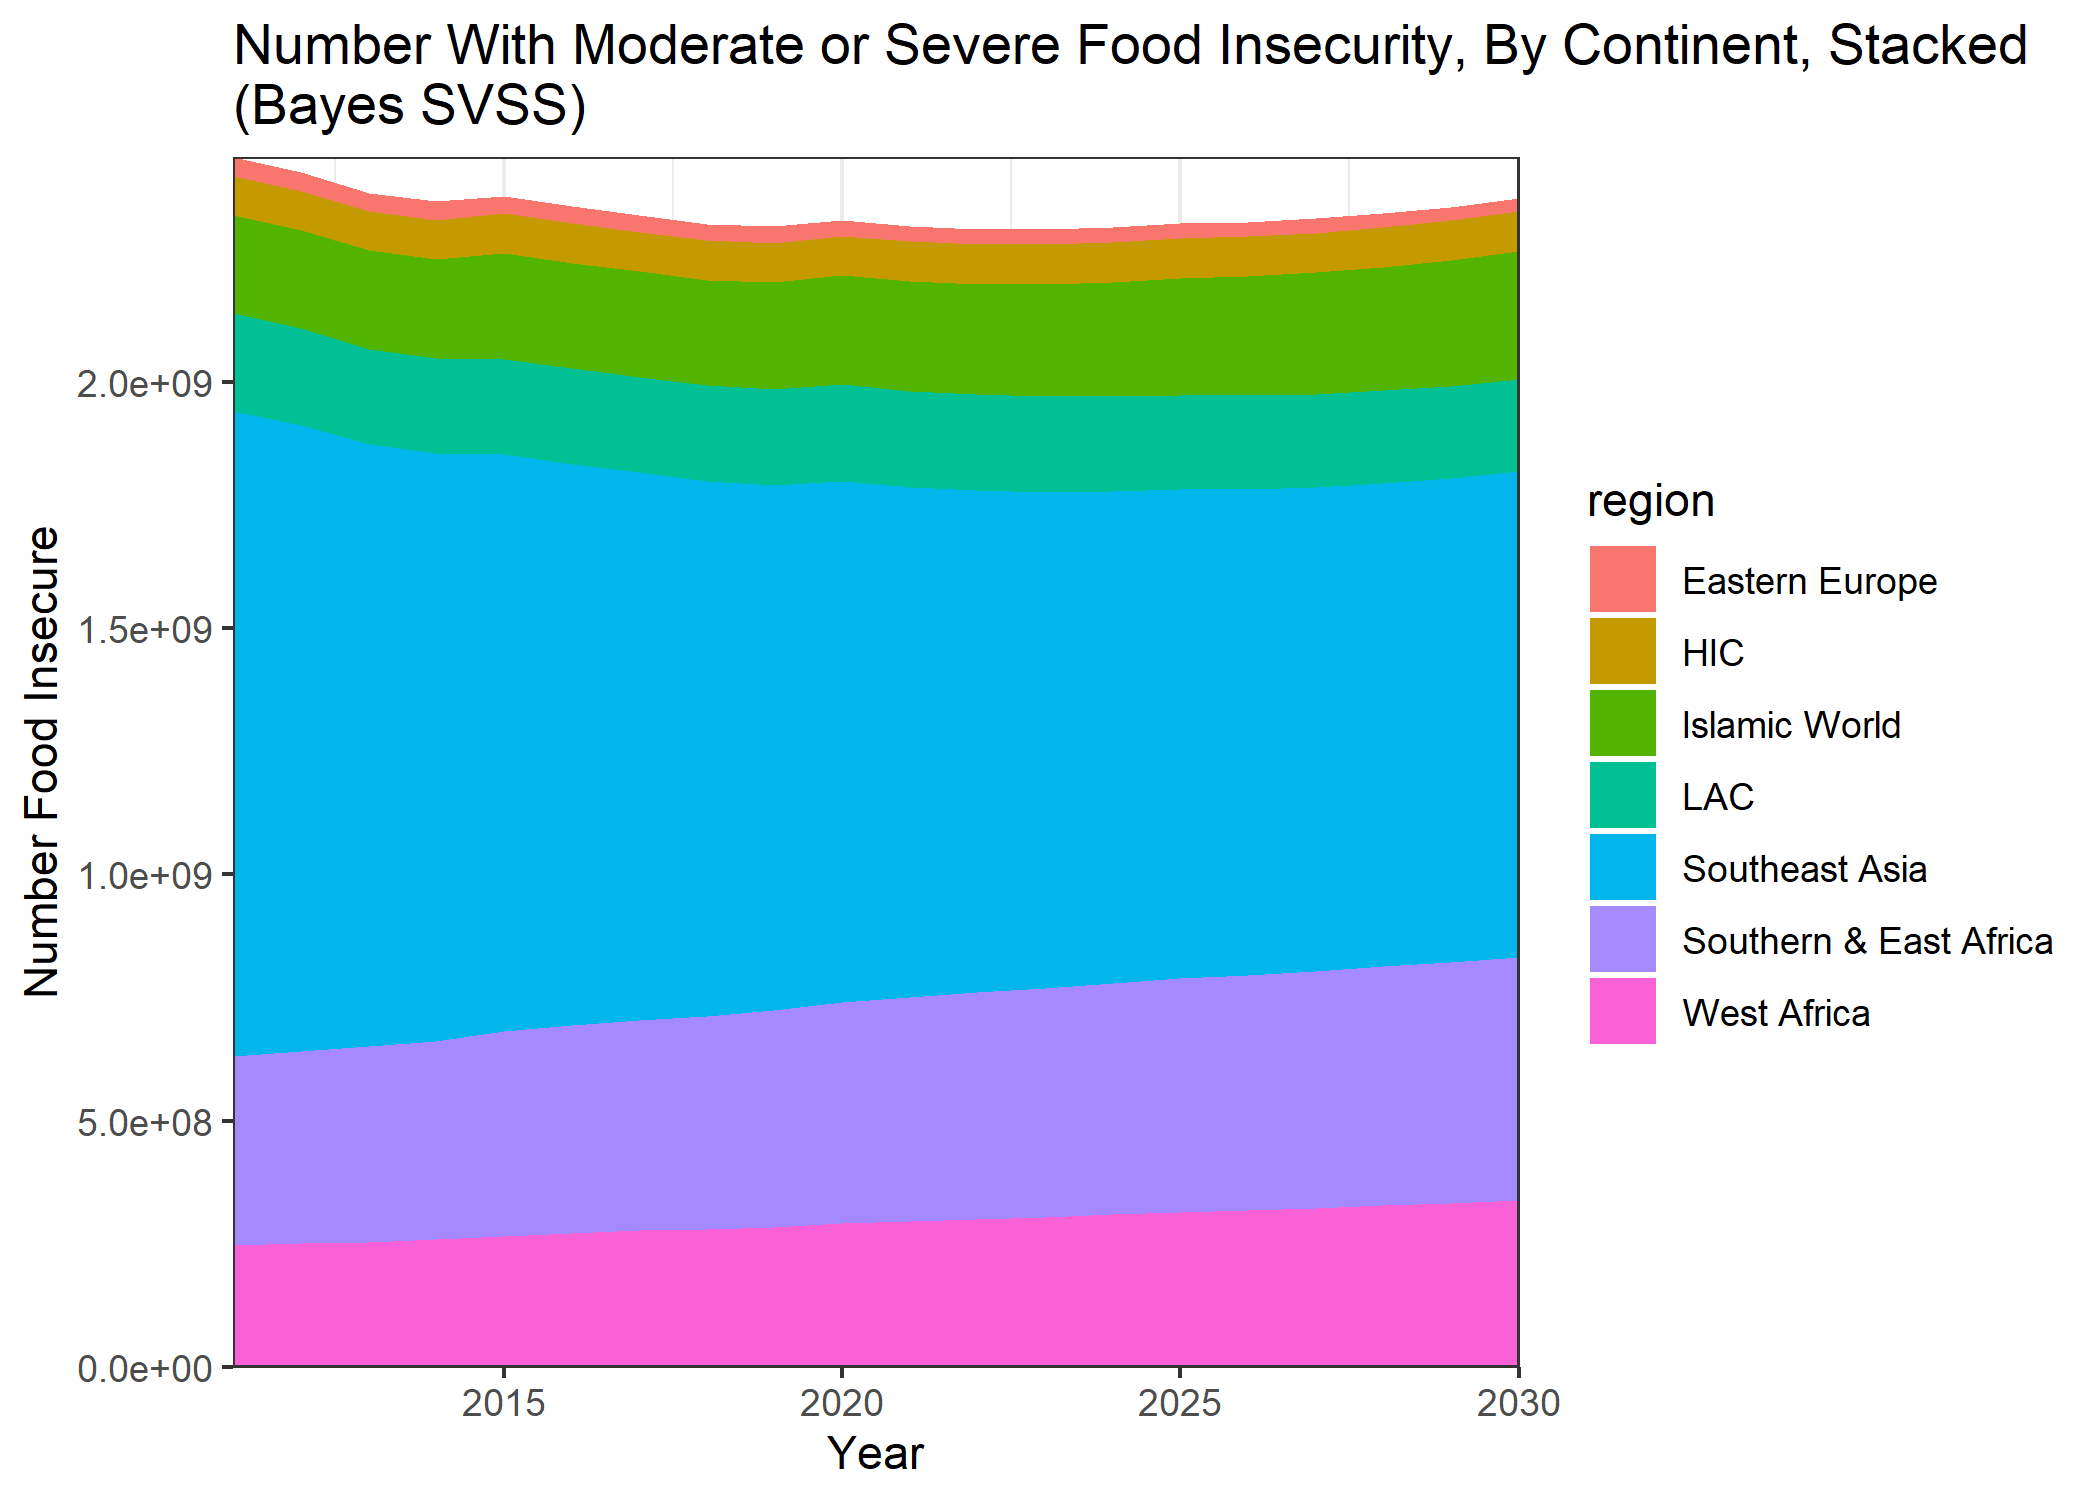 Number With Moderate or Severe Food Insecurity, By Continent, Stacked
(Bayes SVSS)
Number Food Insecure
2.0e+09
1.5e+09
1.0e+09
5.0e+08
0.0e+00
2015
2020
2025
2030
Year
region
Eastern Europe
HIC
Islamic World
LAC
Southeast Asia
Southern & East Africa
West Africa